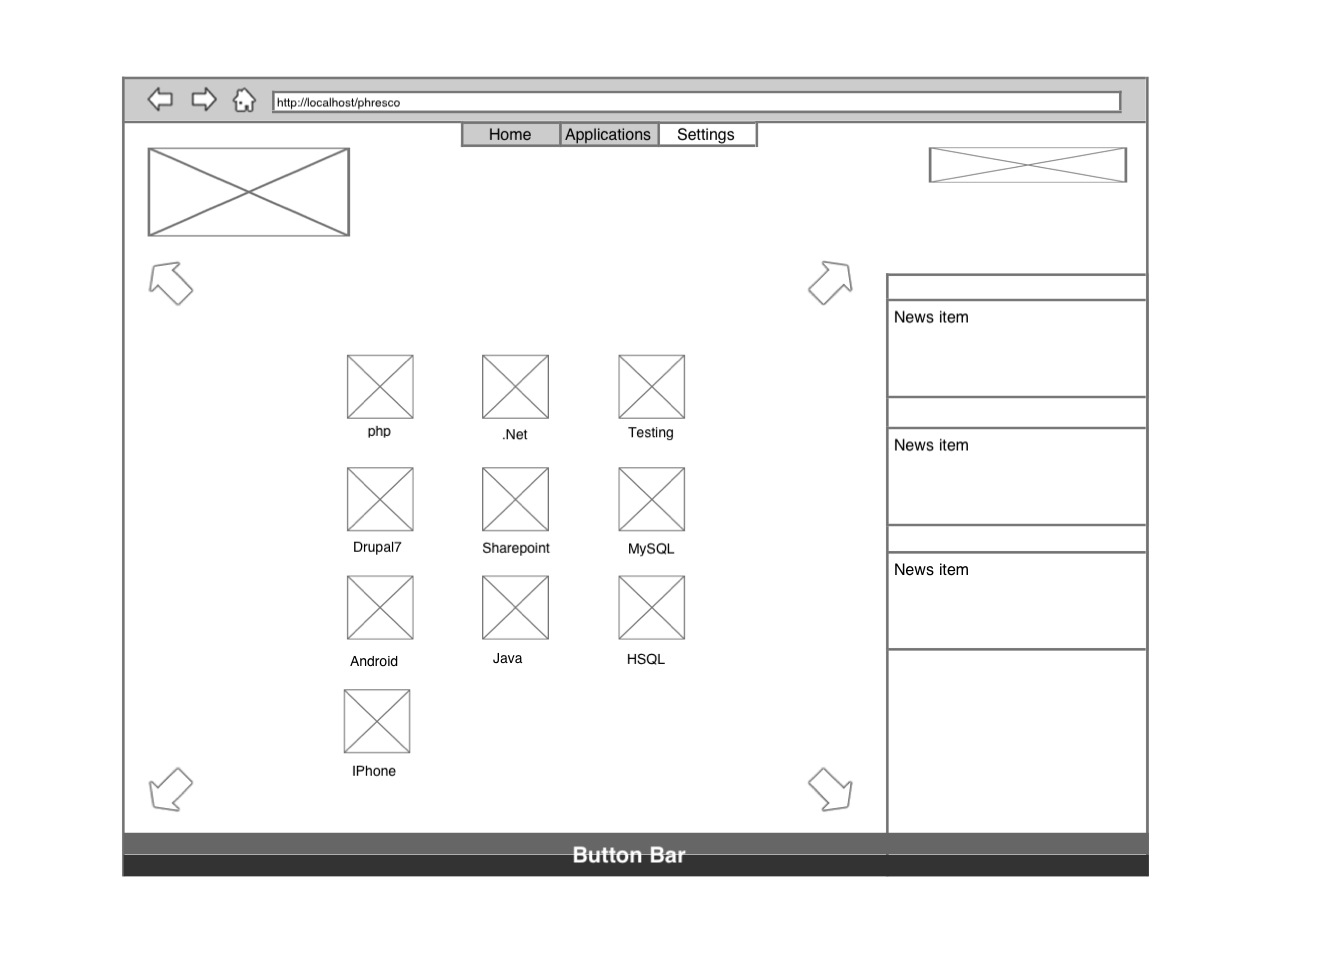 http://localhost/phresco
Home Applications Settings
News item
php .Net Testing
News item
Drupal7 Sharepoint MySQL
News item
Android Java HSQL
IPhone
Button Bar